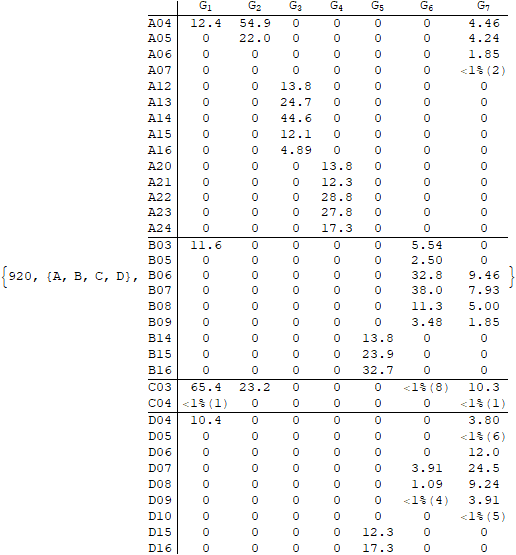 G1 G2 G3 G4 G5 G6 G7
A04 12.4 54.9 0 0 0 0 4.46
A05 0 22.0 0 0 0 0 4.24
A06 0 0 0 0 0 0 1.85
A07 0 0 0 0 0 0 <1%(2)
A12 0 0 13.8 0 0 0 0
A13 0 0 24.7 0 0 0 0
A14 0 0 44.6 0 0 0 0
A15 0 0 12.1 0 0 0 0
A16 0 0 4.89 0 0 0 0
A20 0 0 0 13.8 0 0 0
A21 0 0 0 12.3 0 0 0
A22 0 0 0 28.8 0 0 0
A23 0 0 0 27.8 0 0 0
A24 0 0 0 17.3 0 0 0
B03 11.6 0 0 0 0 5.54 0
B05 0 0 0 0 0 2.50 0
{920, {A, B, C, D}, B06 0 0 0 0 0 32.8 9.46 }
B07 0 0 0 0 0 38.0 7.93
B08 0 0 0 0 0 11.3 5.00
B09 0 0 0 0 0 3.48 1.85
B14 0 0 0 0 13.8 0 0
B15 0 0 0 0 23.9 0 0
B16 0 0 0 0 32.7 0 0
C03 65.4 23.2 0 0 0 <1%(8) 10.3
C04 <1%(1) 0 0 0 0 0 <1%(1)
D04 10.4 0 0 0 0 0 3.80
D05 0 0 0 0 0 0 <1%(6)
D06 0 0 0 0 0 0 12.0
D07 0 0 0 0 0 3.91 24.5
D08 0 0 0 0 0 1.09 9.24
D09 0 0 0 0 0 <1%(4) 3.91
D10 0 0 0 0 0 0 <1%(5)
D15 0 0 0 0 12.3 0 0
D16 0 0 0 0 17.3 0 0